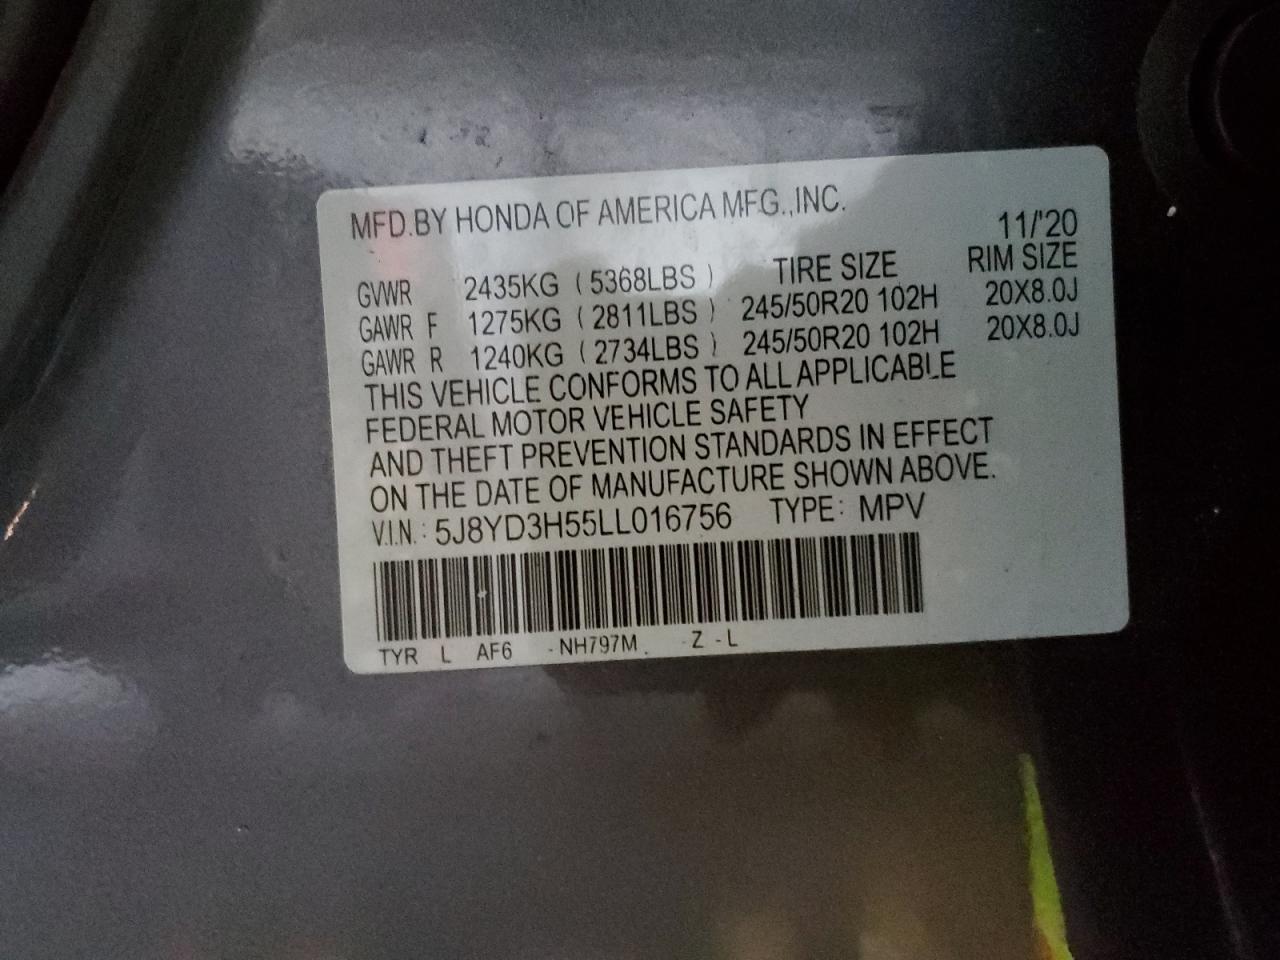 MFD.BY HONDA OF AMERICA MFG.,INC.
11/'20
GVWR 2435KG ( 5368LBS ) TIRE SIZE RIM SIZE
GAWR F 1275KG ( 2811LBS ) 245/50R20 102H 20X8.0J
GAWR R 1240KG ( 2734LBS ) 245/50R20 102H 20X8.0J
THIS VEHICLE CONFORMS TO ALL APPLICABLE
FEDERAL MOTOR VEHICLE SAFETY
AND THEFT PREVENTION STANDARDS IN EFFECT
ON THE DATE OF MANUFACTURE SHOWN ABOVE.
V.I.N.: 5J8YD3H55LL016756 TYPE: MPV
TYR L AF6 -NH797M. -Z -L